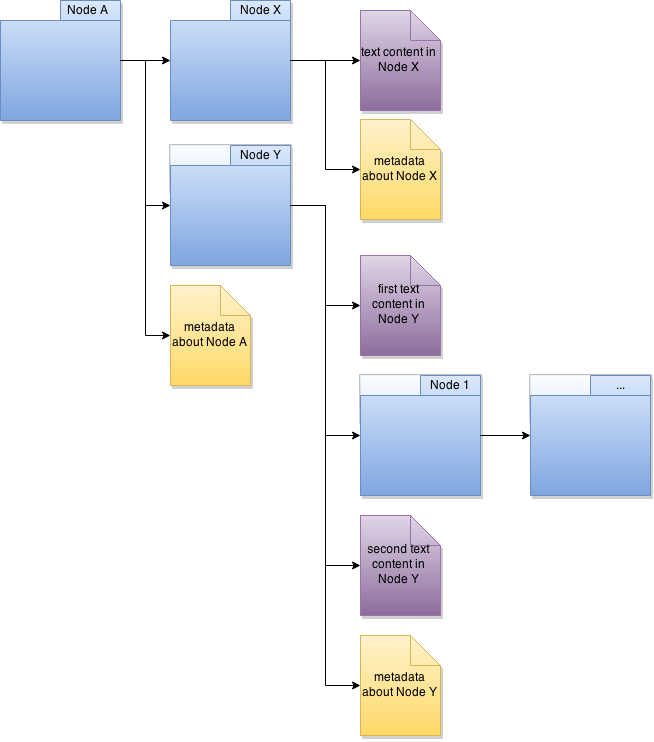 Node A
Node X
text content in
Node X
metadata
about Node X
Node Y
metadata
about Node A
first text
content in
Node Y
Node 1
...
second text
content in
Node Y
metadata
about Node Y